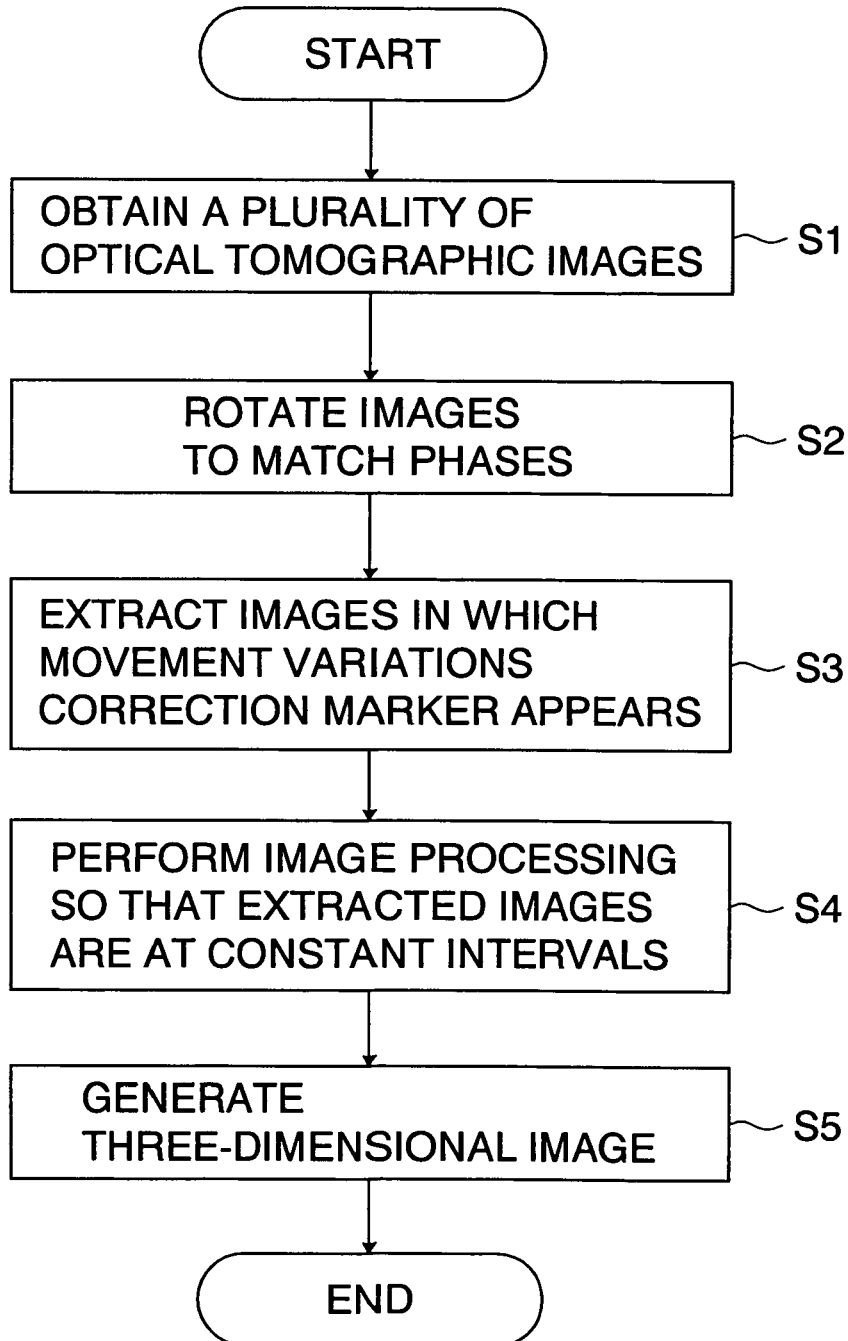 START
OBTAIN A PLURALITY OF
OPTICAL TOMOGRAPHIC IMAGES
S1
ROTATE IMAGES
TO MATCH PHASES
S2
EXTRACT IMAGES IN WHICH
MOVEMENT VARIATIONS
CORRECTION MARKER APPEARS
S3
PERFORM IMAGE PROCESSING
SO THAT EXTRACTED IMAGES
ARE AT CONSTANT INTERVALS
S4
GENERATE
THREE-DIMENSIONAL IMAGE
S5
END